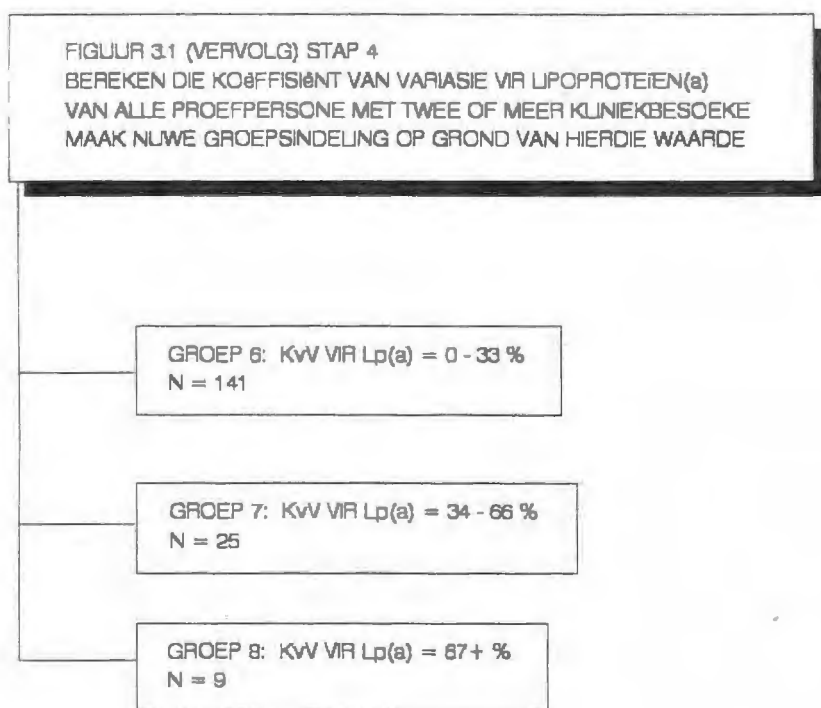 FIGUUR 3.1 (VERVOLG) STAP 4
BEREKEN DIE KOëFFISIëNT VAN VARIASIE VIR LIPOPROTEïEN(a)
VAN ALLE PROEFPERSONE MET TWEE OF MEER KLINIEKBESOEKE
MAAK NUWE GROEPSINDELING OP GROND VAN HIERDIE WAARDE
GROEP 6: KvV VIR Lp(a) = 0 - 33 %
N = 141
GROEP 7: KvV VIR Lp(a) = 34 - 66 %
N = 25
GROEP 8: KvV VIR Lp(a) = 67+ %
N = 9